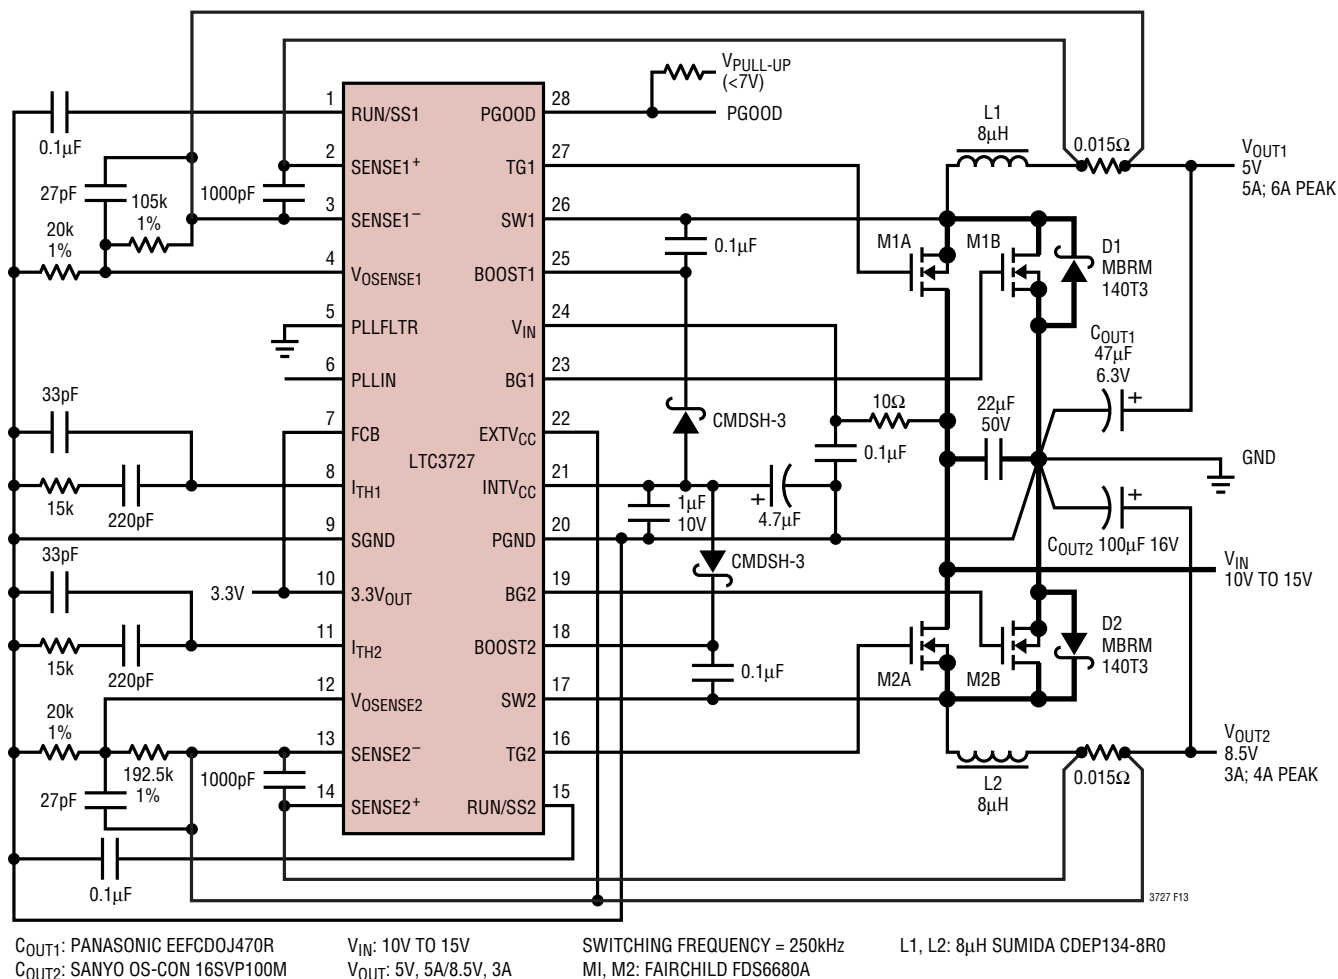 VPULL-UP
(<7V)
1
RUN/SS1
PGOOD
28
PGOOD
0.1µF
L1
8µH
0.015Ω
VOUT1
5V
5A; 6A PEAK
2
SENSE1+
TG1
27
27pF
105k
1%
1000pF
3
SENSE1–
SW1
26
20k
1%
0.1µF
M1A
M1B
D1
MBRM
140T3
4
VOSENSE1
BOOST1
25
5
PLLFLTR
VIN
24
COUT1
47µF
6.3V
6
PLLIN
BG1
23
33pF
10Ω
22µF
50V
7
FCB
EXTVCC
22
CMDSH-3
0.1µF
LTC3727
GND
8
ITH1
INTVCC
21
15k
220pF
1µF
10V
4.7µF
9
SGND
PGND
20
COUT2 100µF 16V
33pF
CMDSH-3
VIN
10V TO 15V
3.3V
10
3.3VOUT
BG2
19
11
ITH2
BOOST2
18
D2
MBRM
140T3
15k
220pF
0.1µF
M2A
M2B
12
VOSENSE2
SW2
17
20k
1%
13
SENSE2–
TG2
16
VOUT2
8.5V
3A; 4A PEAK
192.5k
1%
1000pF
L2
8µH
0.015Ω
27pF
14
SENSE2+
RUN/SS2
15
0.1µF
3727 F13
COUT1: PANASONIC EEFCDOJ470R
COUT2: SANYO OS-CON 16SVP100M
VIN: 10V TO 15V
VOUT: 5V, 5A/8.5V, 3A
SWITCHING FREQUENCY = 250kHz
MI, M2: FAIRCHILD FDS6680A
L1, L2: 8µH SUMIDA CDEP134-8R0